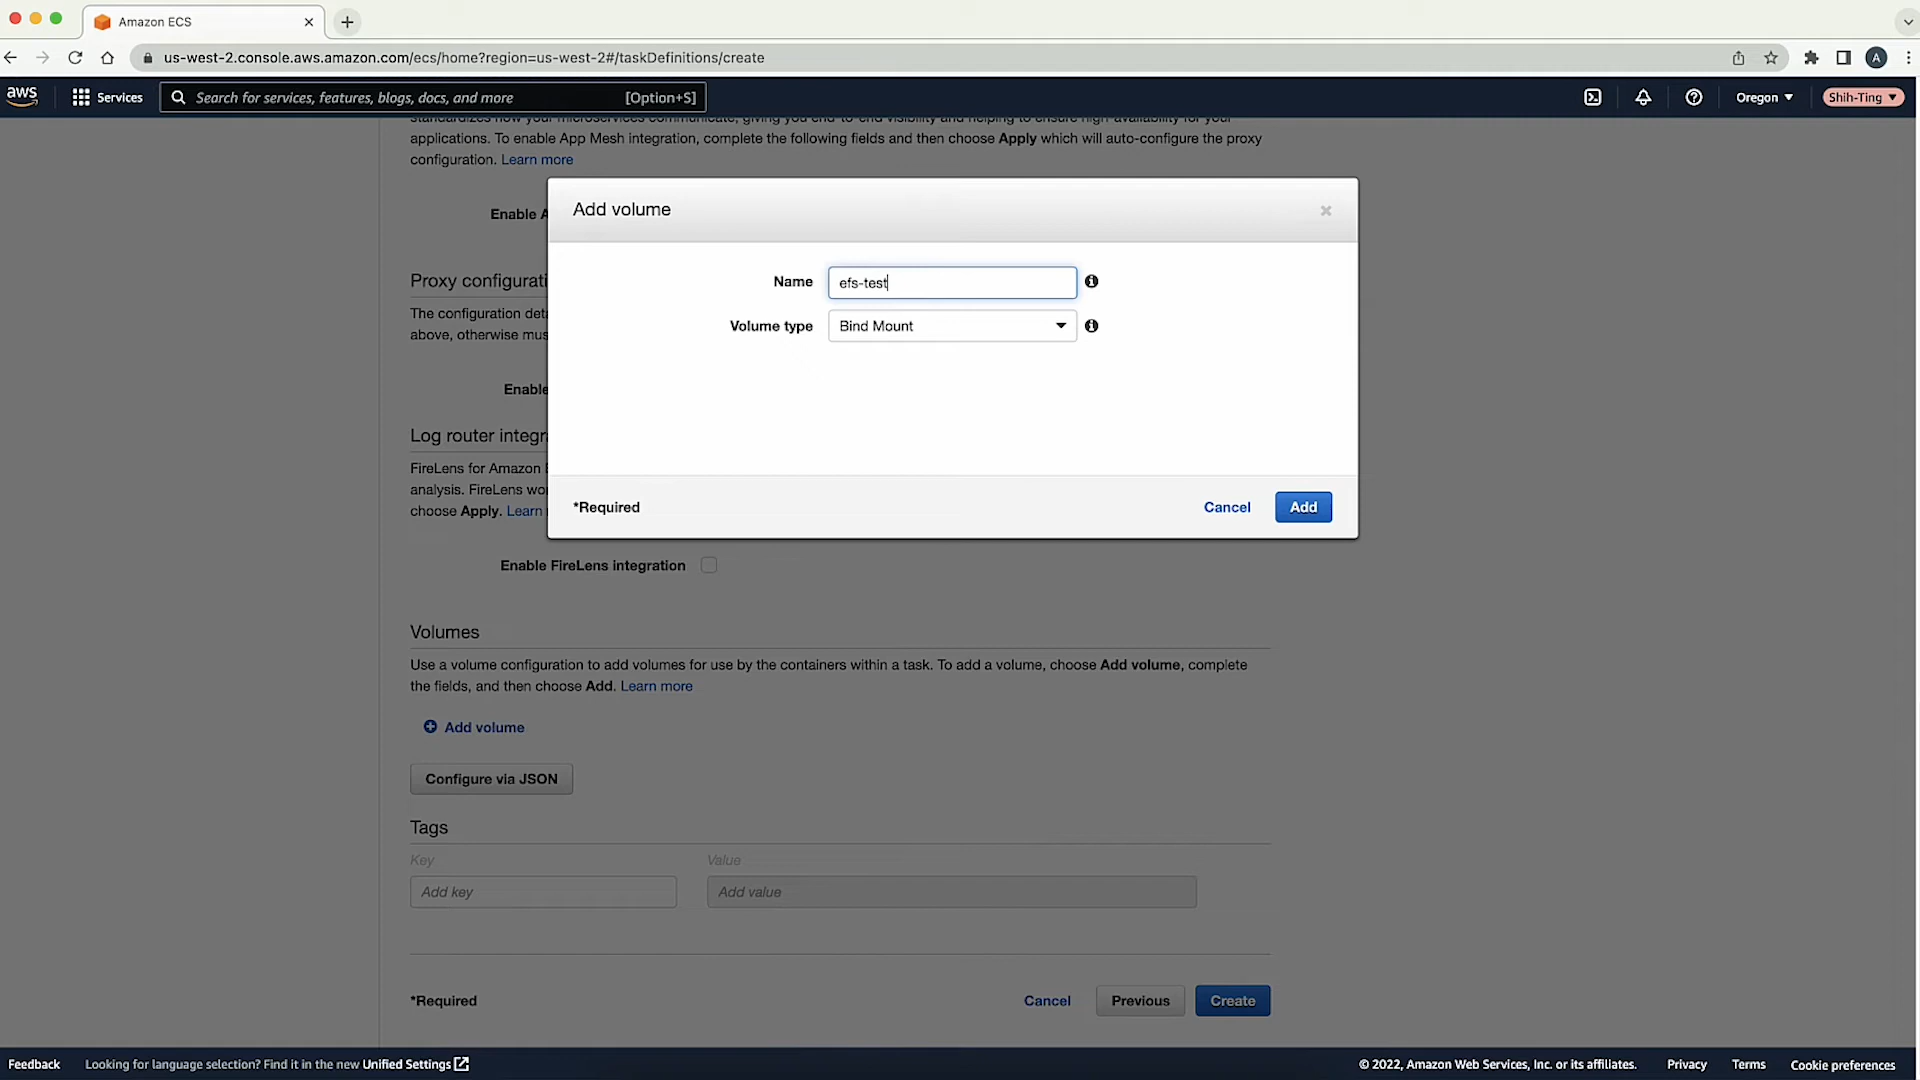 Amazon ECS
us-west-2.console.aws.amazon.com/ecs/home?region=us-west-2#/taskDefinitions/create
aws Services Search for services, features, blogs, docs, and more [Option+S] Oregon Shih-Ting
A
standardizes how your microservices communicate, giving you end-to-end visibility and helping to ensure high-availability for your
applications. To enable App Mesh integration, complete the following fields and then choose Apply which will auto-configure the proxy
configuration. Learn more
Enable A
Proxy configurati
The configuration deta
above, otherwise mus
Enable
Log router integra
FireLens for Amazon E
analysis. FireLens wor
choose Apply. Learn
Add volume
Name efs-test
Volume type Bind Mount
*Required Cancel Add
Enable FireLens integration
Volumes
Use a volume configuration to add volumes for use by the containers within a task. To add a volume, choose Add volume, complete
the fields, and then choose Add. Learn more
Add volume
Configure via JSON
Tags
Key Value
Add key Add value
*Required Cancel Previous Create
Feedback Looking for language selection? Find it in the new Unified Settings © 2022, Amazon Web Services, Inc. or its affiliates. Privacy Terms Cookie preferences